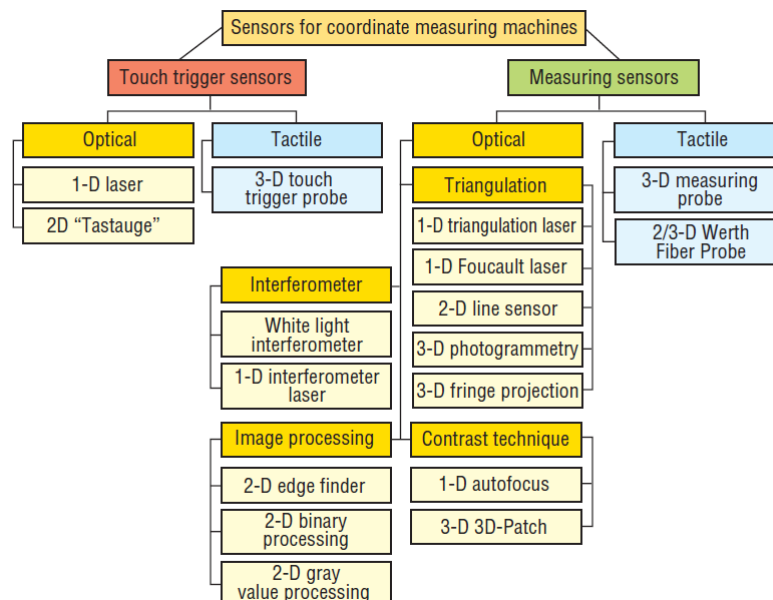 Sensors for coordinate measuring machines
Touch trigger sensors
Measuring sensors
Optical
Tactile
Optical
Tactile
1-D laser
2D “Tastauge”
3-D touch
trigger probe
Triangulation
1-D triangulation laser
1-D Foucault laser
2-D line sensor
3-D photogrammetry
3-D fringe projection
3-D measuring
probe
2/3-D Werth
Fiber Probe
Interferometer
White light
interferometer
1-D interferometer
laser
Image processing
2-D edge finder
2-D binary
processing
2-D gray
value processing
Contrast technique
1-D autofocus
3-D 3D-Patch